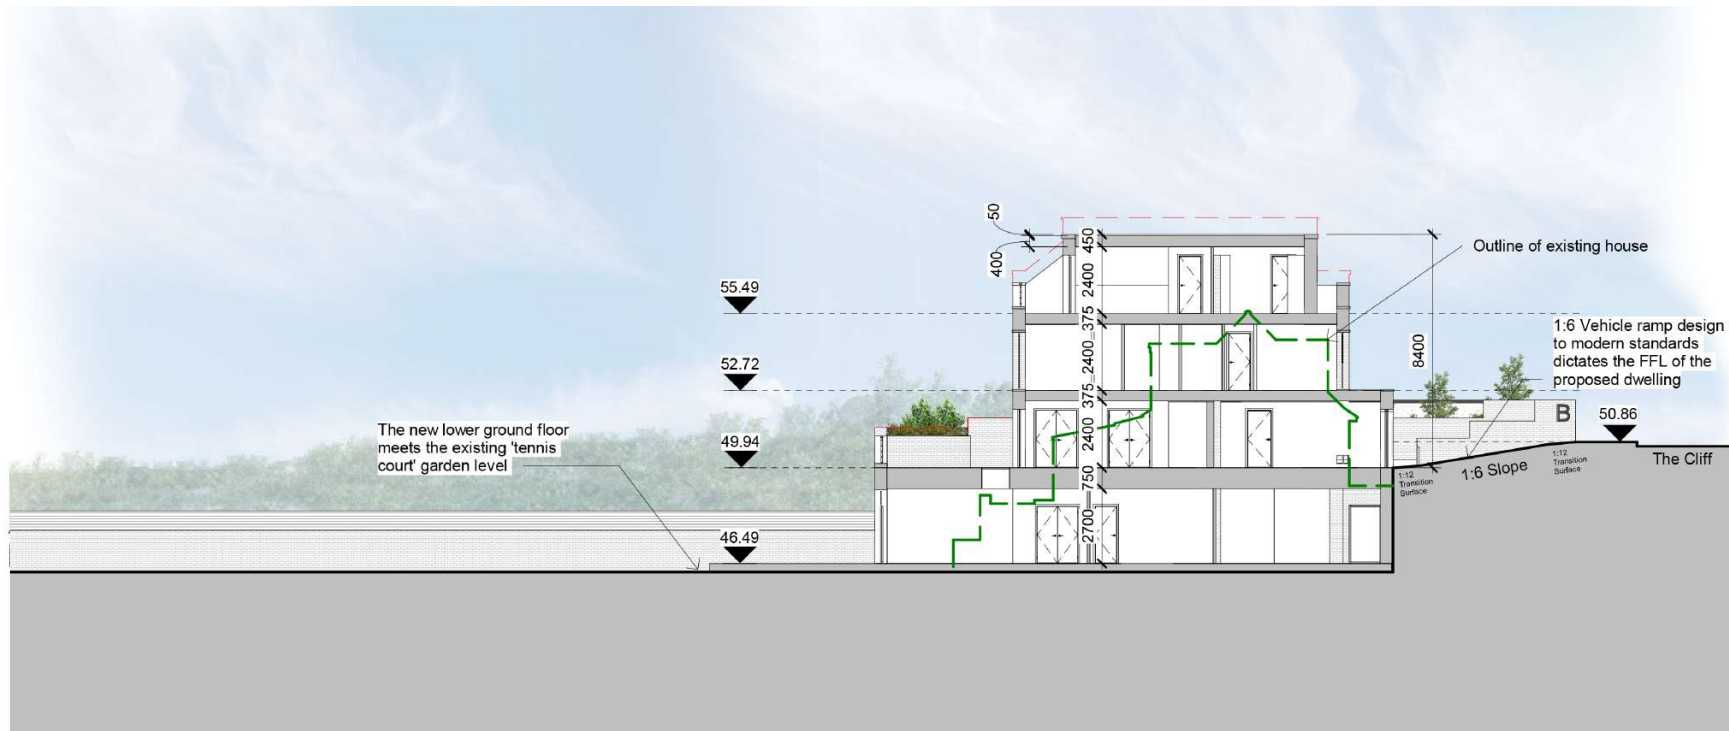 50
400
450
2400
375
2400
375
2400
750
2700
8400
55.49
52.72
49.94
46.49
50.86
Outline of existing house
1:6 Vehicle ramp design
to modern standards
dictates the FFL of the
proposed dwelling
The new lower ground floor
meets the existing 'tennis
court' garden level
B
The Cliff
1:12
Transition
Surface
1:6 Slope
1:12
Transition
Surface